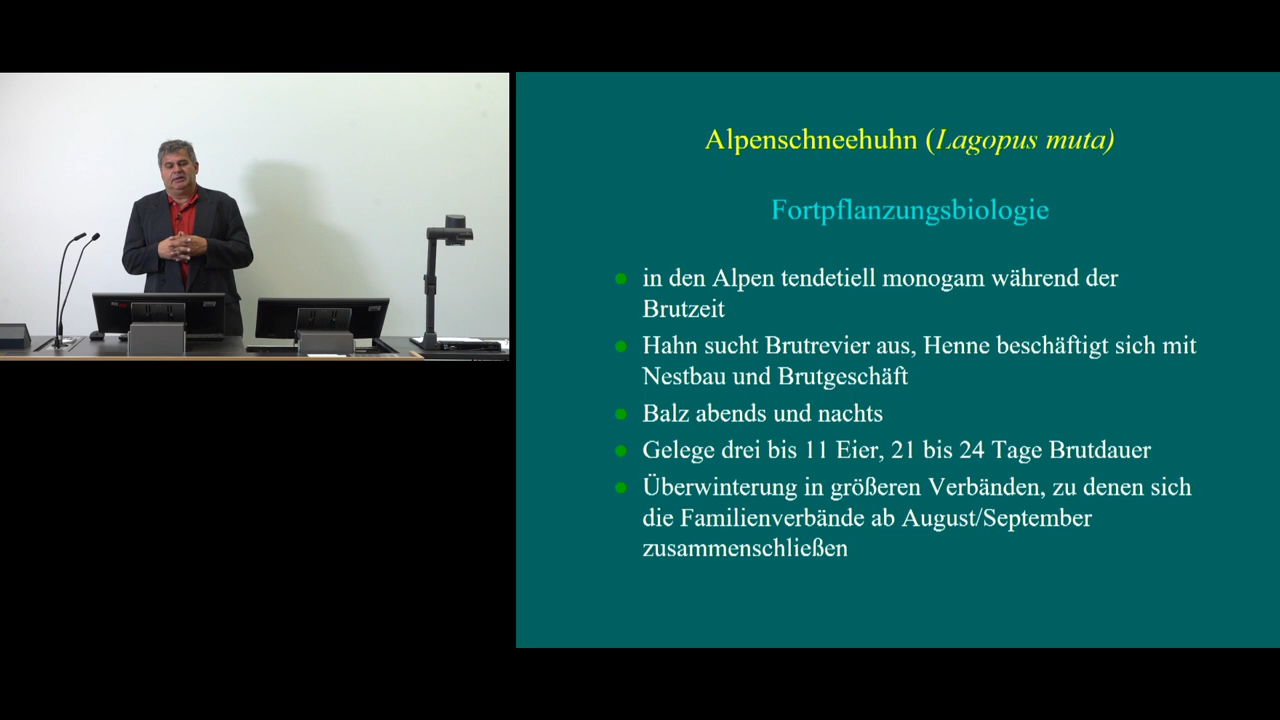 Alpenschneehuhn (Lagopus muta)
Fortpflanzungsbiologie
in den Alpen tendetiell monogam während der
Brutzeit
Hahn sucht Brutrevier aus, Henne beschäftigt sich mit
Nestbau und Brutgeschäft
Balz abends und nachts
Gelege drei bis 11 Eier, 21 bis 24 Tage Brutdauer
Überwinterung in größeren Verbänden, zu denen sich
die Familienverbände ab August/September
zusammenschließen